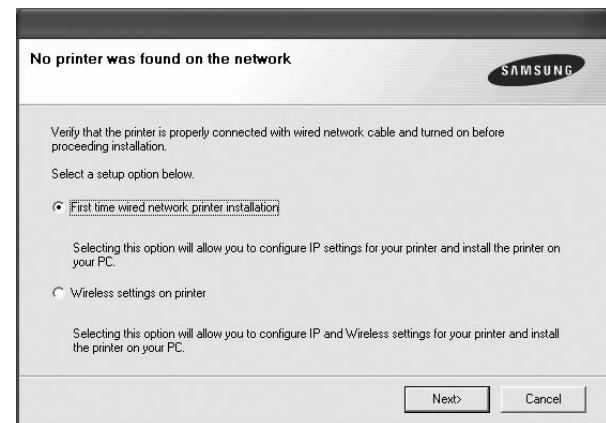 No printer was found on the network
SAMSUNG
Verify that the printer is properly connected with wired network cable and turned on before
proceeding installation.
Select a setup option below.
First time wired network printer installation
Selecting this option will allow you to configure IP settings for your printer and install the printer on
your PC.
Wireless settings on printer
Selecting this option will allow you to configure IP and Wireless settings for your printer and install
the printer on your PC.
Next>
Cancel